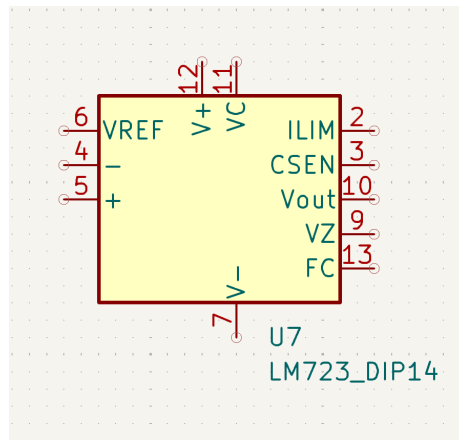 12 11
V+ VC
6 VREF ILIM 2
4 - CSEN 3
5 + Vout 10
VZ 9
FC 13
V-
7
U7
LM723_DIP14